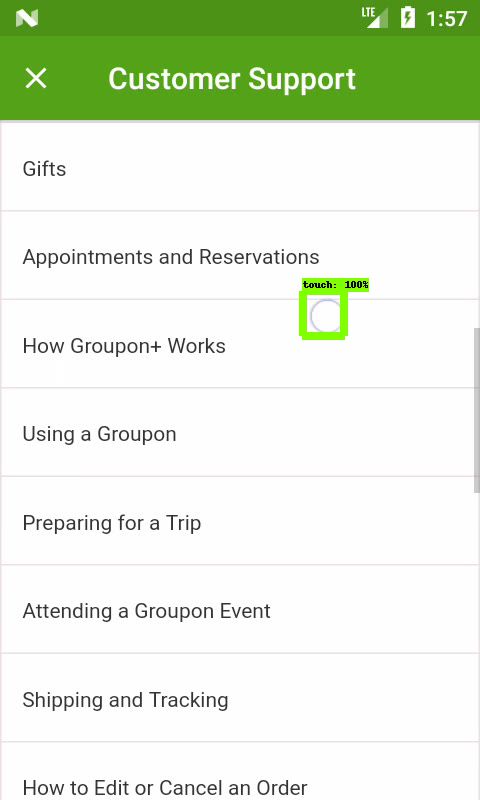 LTE 1:57
Customer Support
Gifts
Appointments and Reservations
touch: 100%
How Groupon+ Works
Using a Groupon
Preparing for a Trip
Attending a Groupon Event
Shipping and Tracking
How to Edit or Cancel an Order